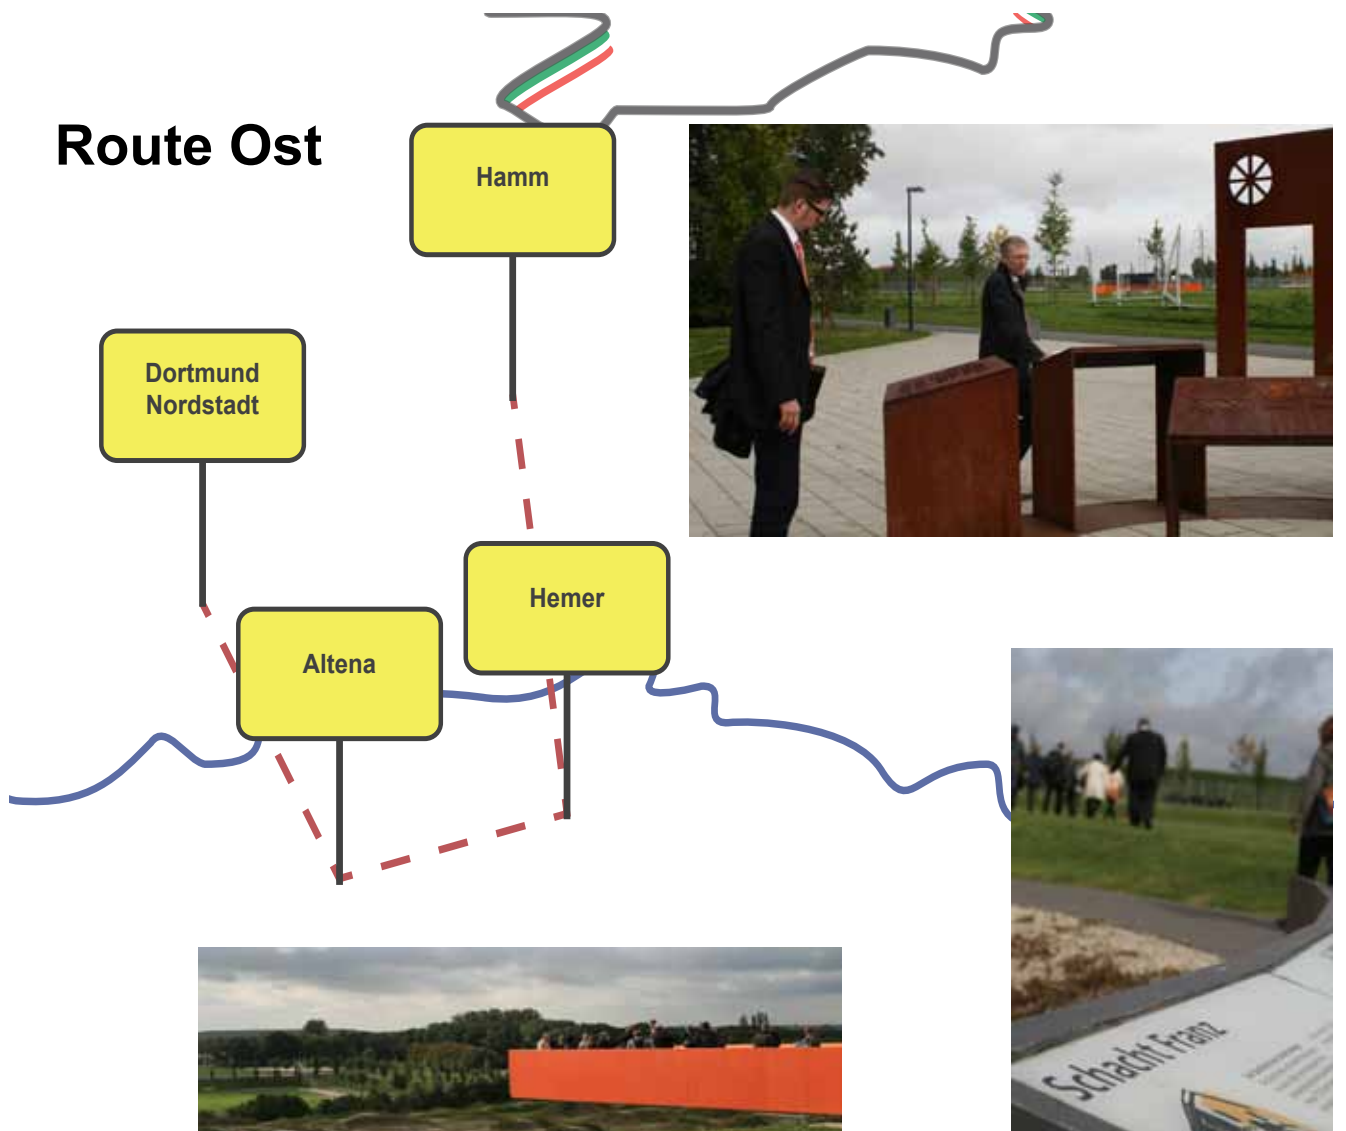 Route Ost
Hamm
Dortmund
Nordstadt
Hemer
Altena
Schacht Franz